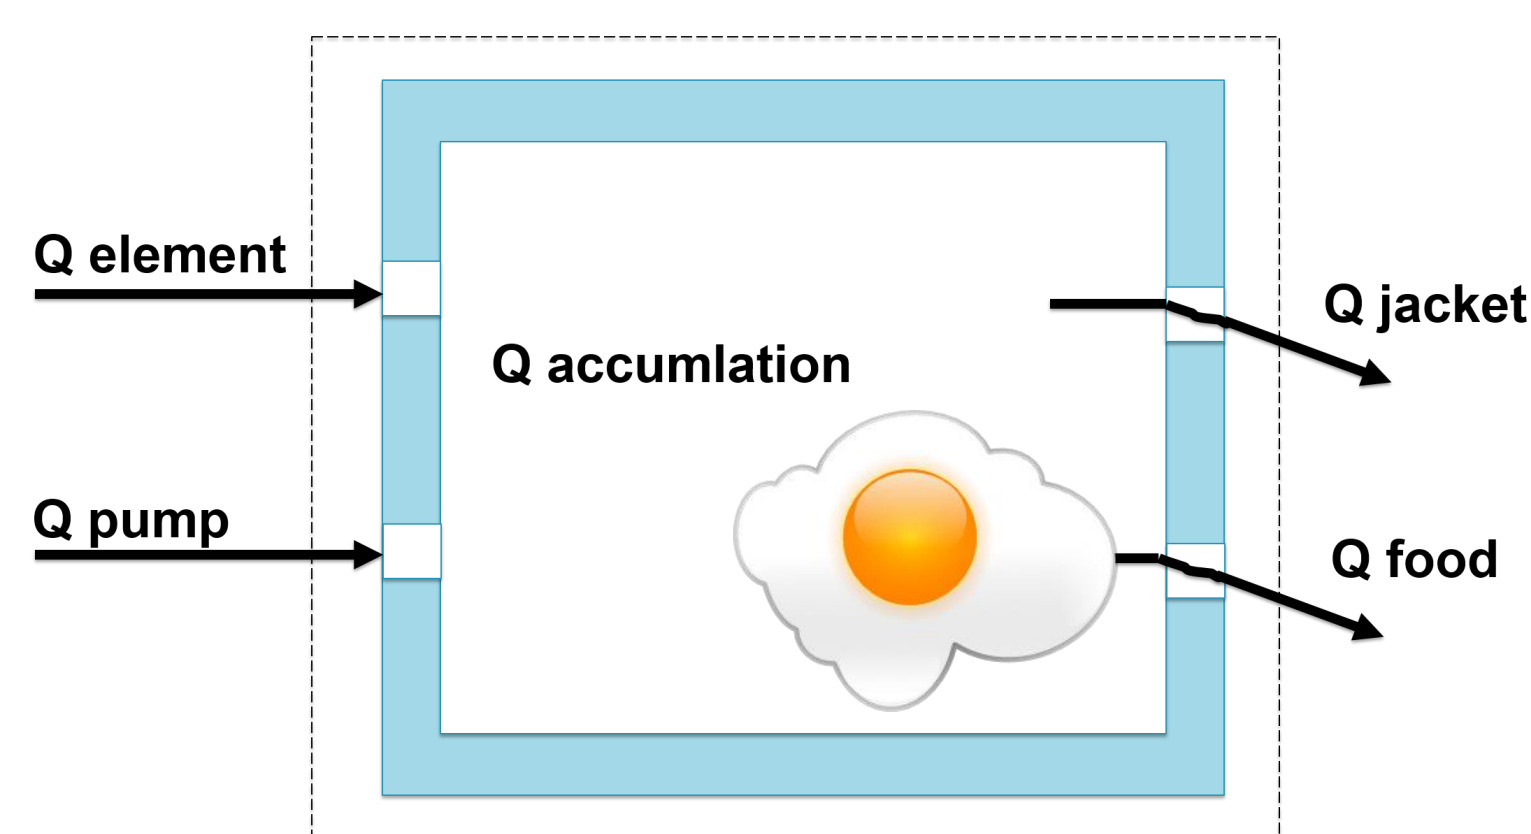 Q element
Q jacket
Q accumlation
Q pump
Q food